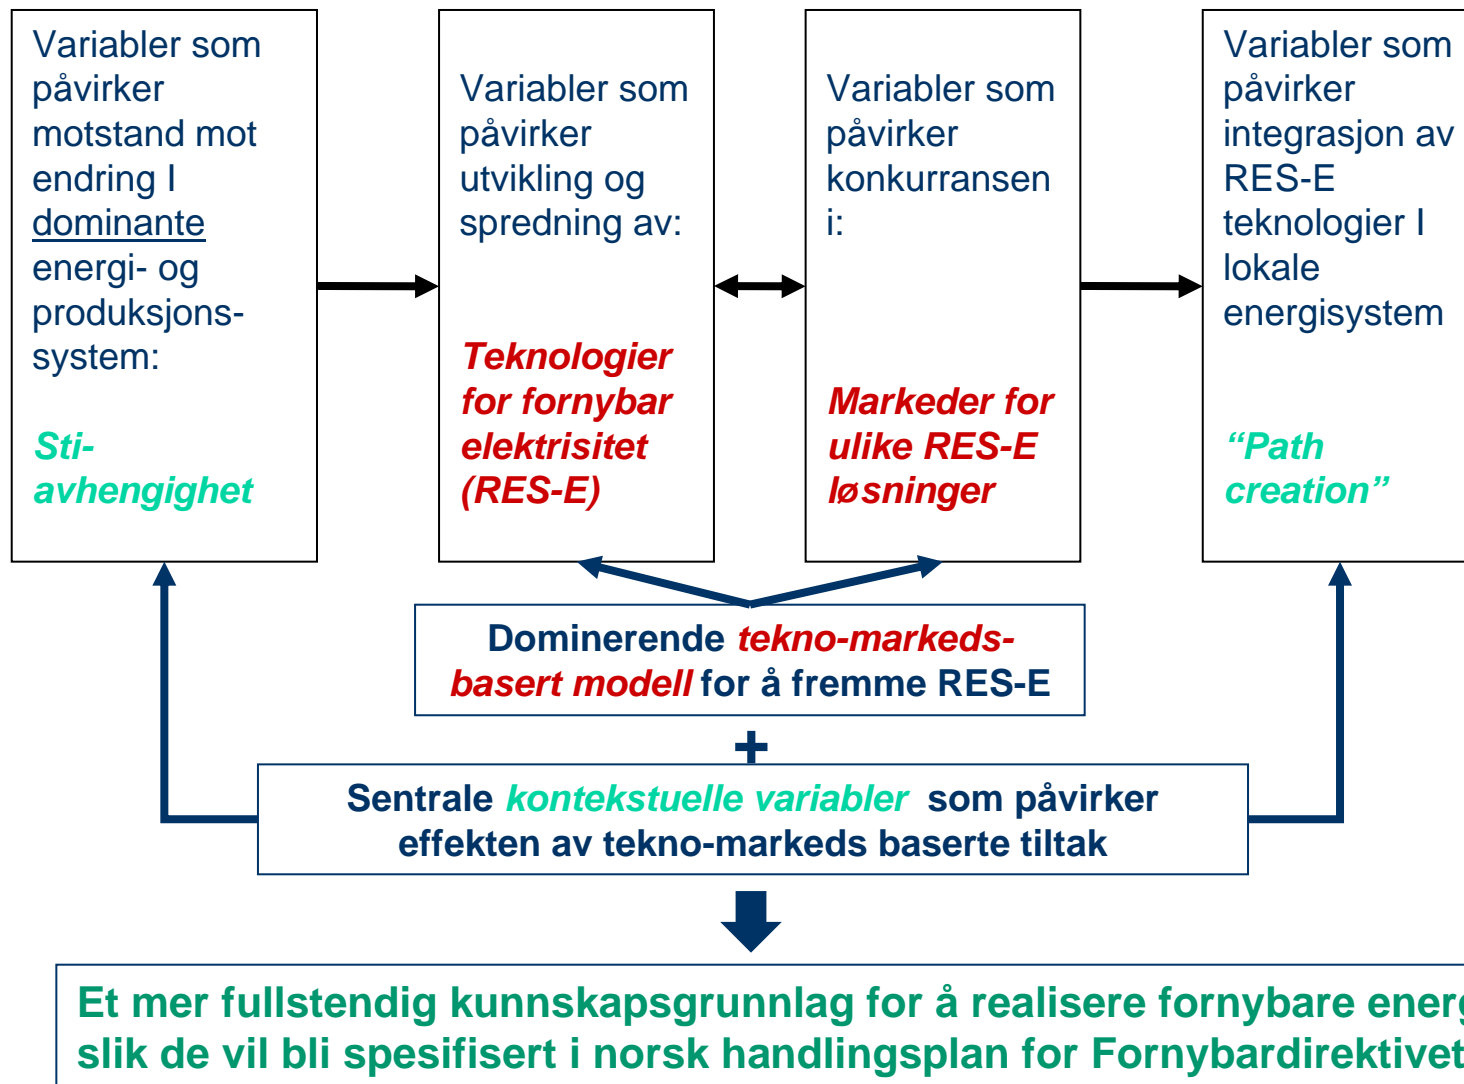 Variabler som
påvirker
motstand mot
endring I
dominante
energi- og
produksjons-
system:
Sti-
avhengighet
Variabler som
påvirker
utvikling og
spredning av:
Teknologier
for fornybar
elektrisitet
(RES-E)
Variabler som
påvirker
konkurransen
i:
Markeder for
ulike RES-E
løsninger
Variabler som
påvirker
integrasjon av
RES-E
teknologier I
lokale
energisystem
“Path
creation”
Dominerende tekno-markeds-
basert modell for å fremme RES-E
+
Sentrale kontekstuelle variabler som påvirker
effekten av tekno-markeds baserte tiltak
Et mer fullstendig kunnskapsgrunnlag for å realisere fornybare
slik de vil bli spesifisert i norsk handlingsplan for Fornybardirektivet